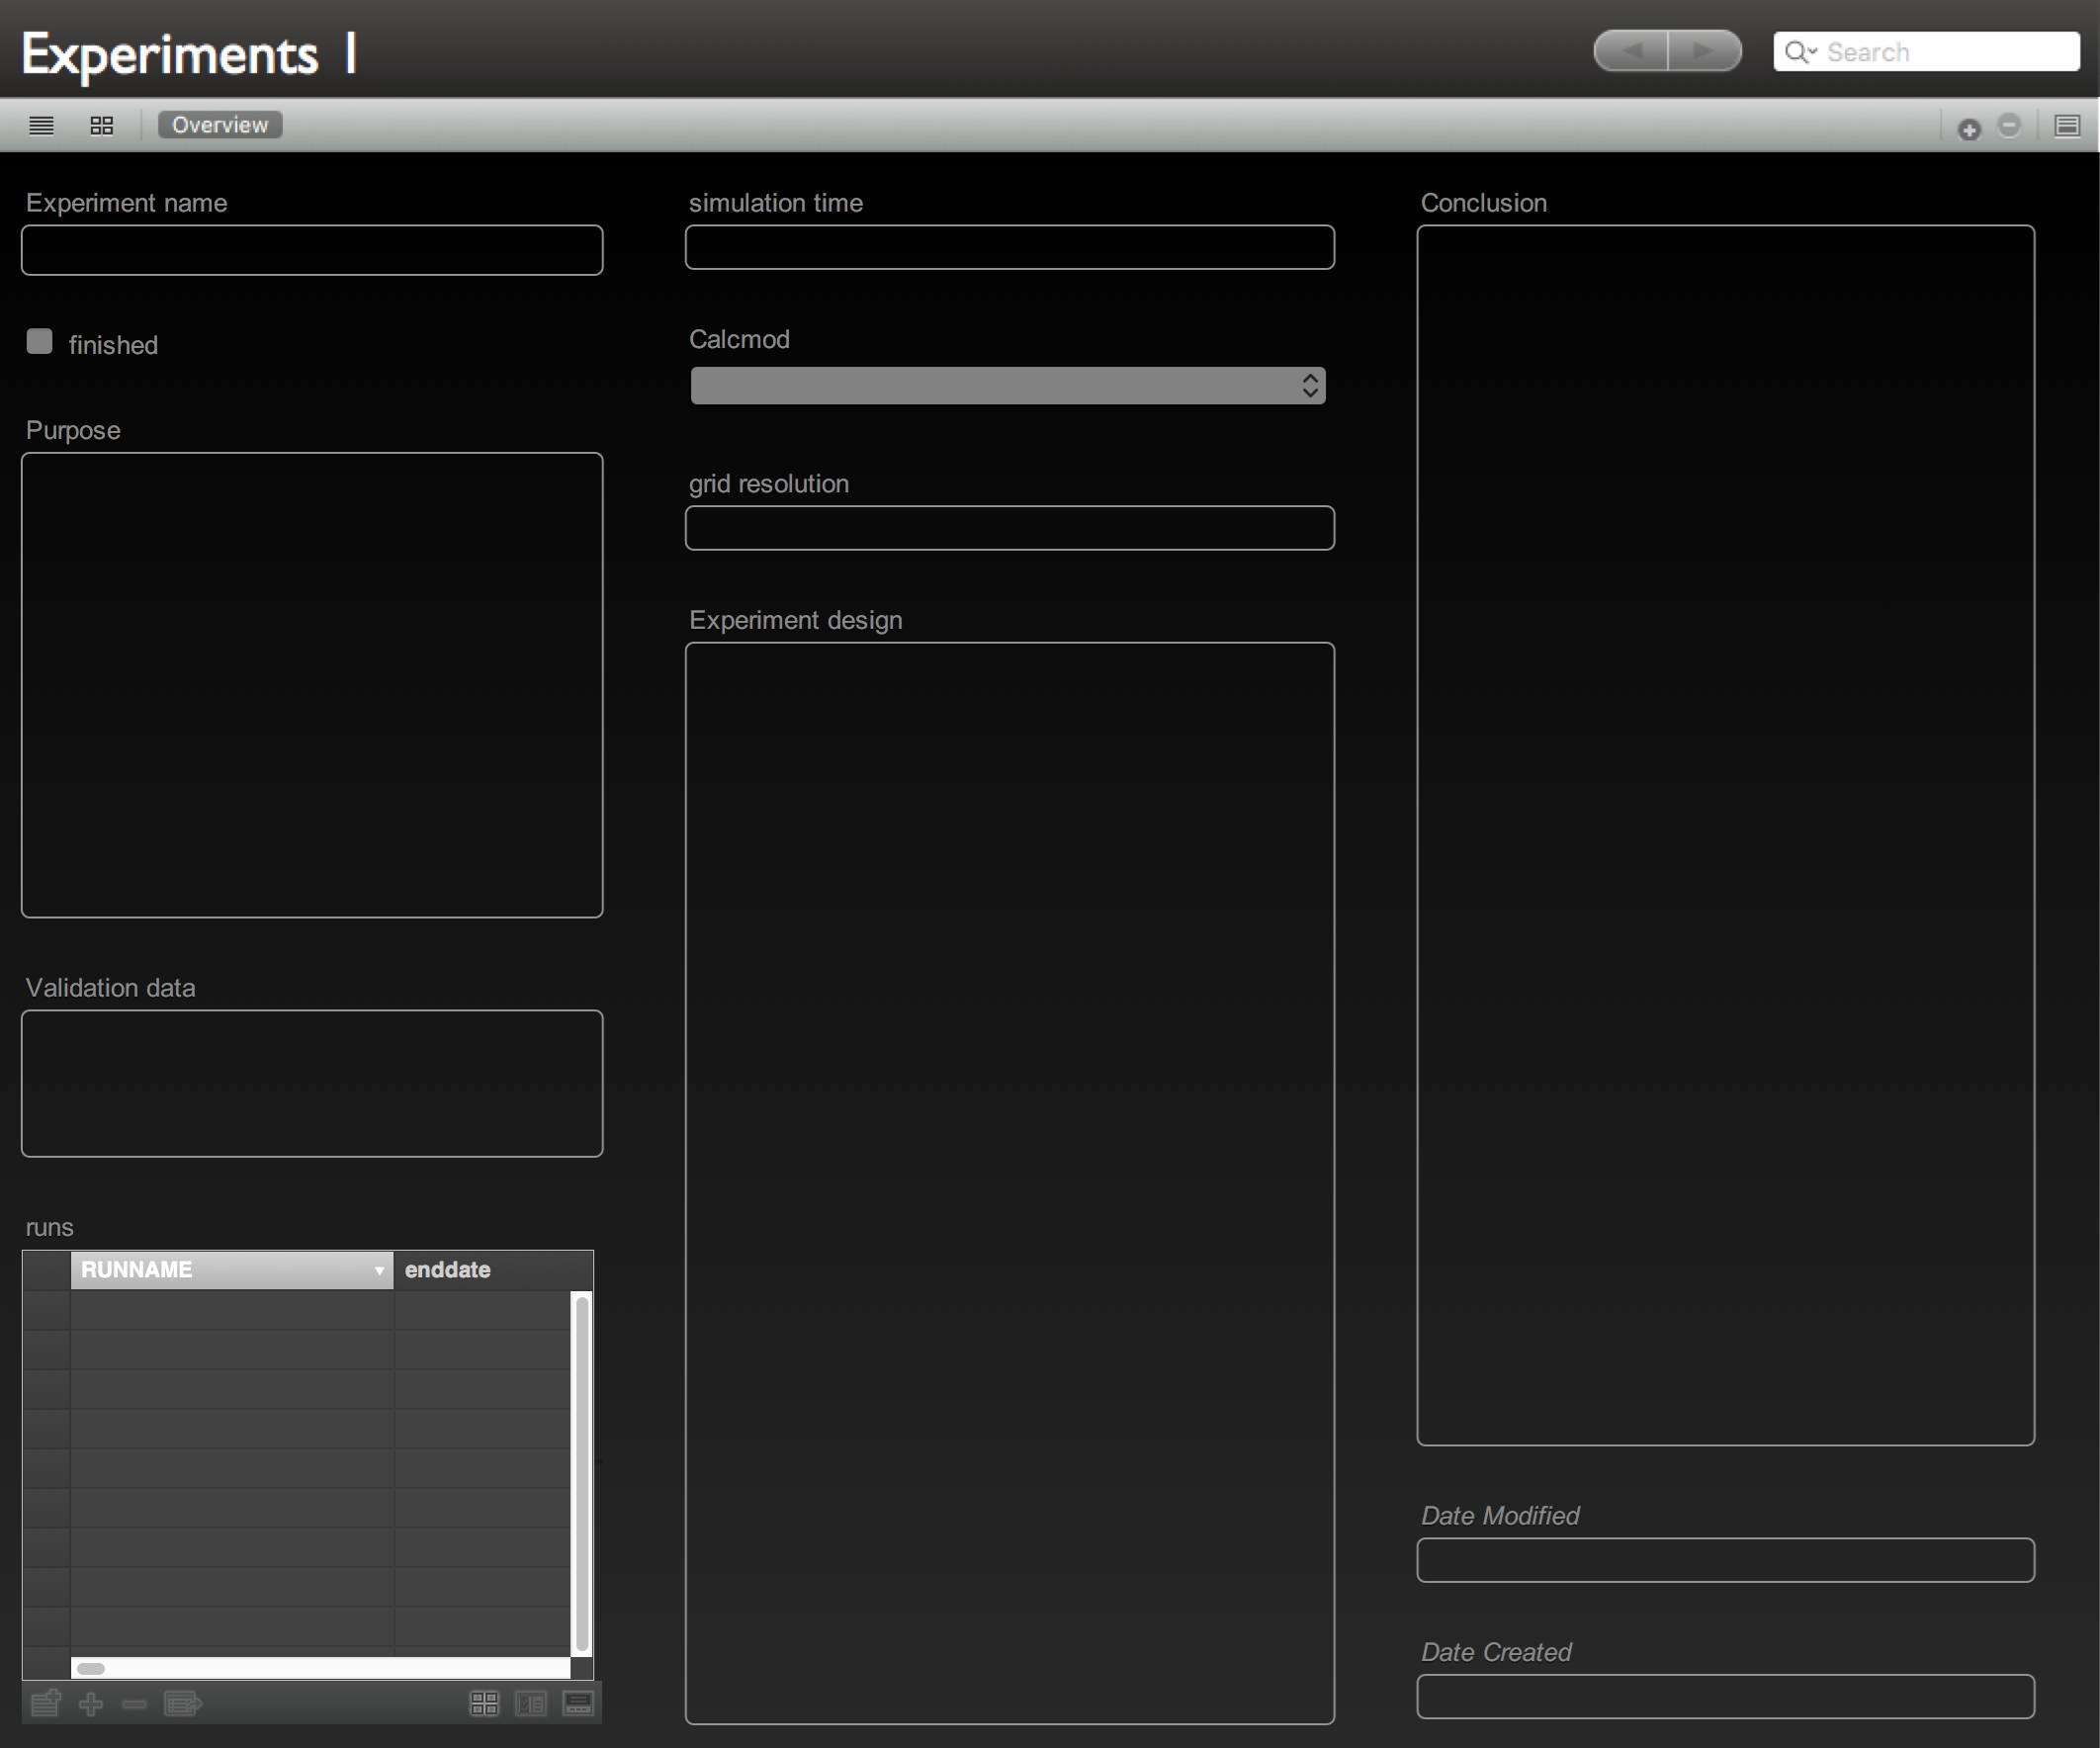 Experiments |
Search
Overview
Experiment name
finished
Purpose
Validation data
runs
RUNNAME enddate
simulation time
Calcmod
grid resolution
Experiment design
Conclusion
Date Modified
Date Created